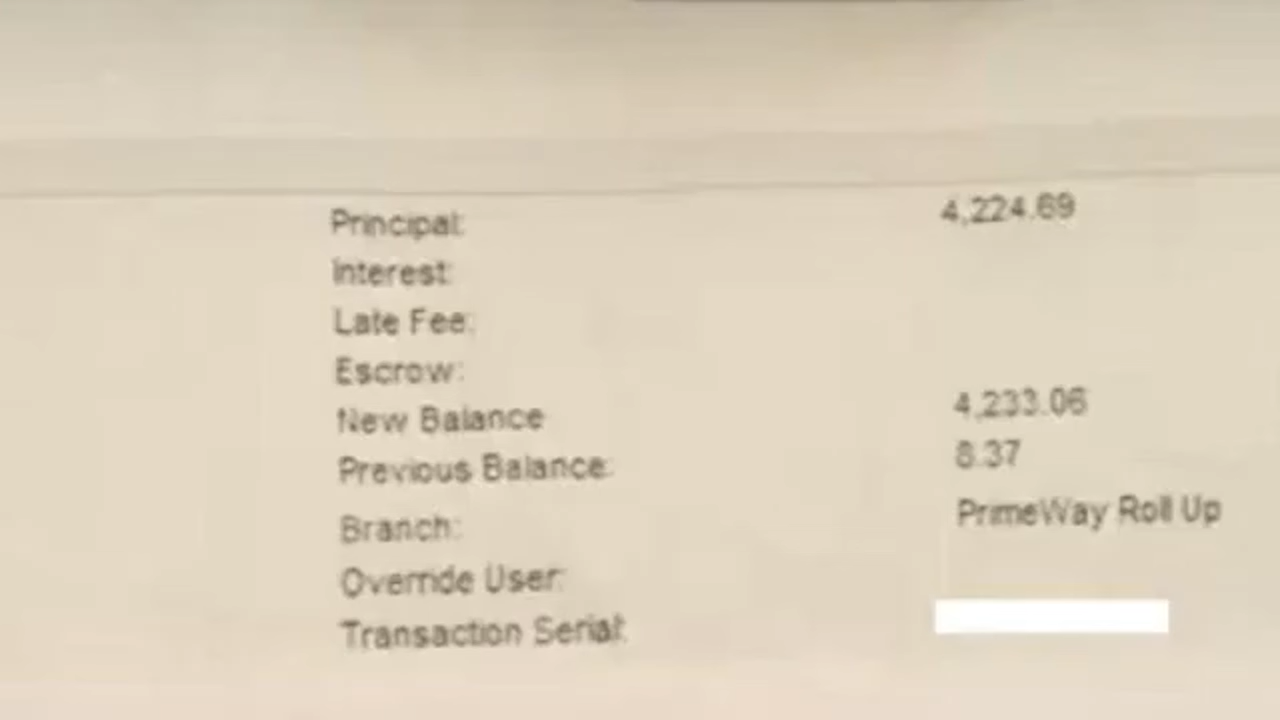 Principal: 4,224.69
Interest:
Late Fee:
Escrow:
New Balance 4,233.06
Previous Balance: 8.37
Branch: PrimeWay Roll Up
Override User:
Transaction Serial: